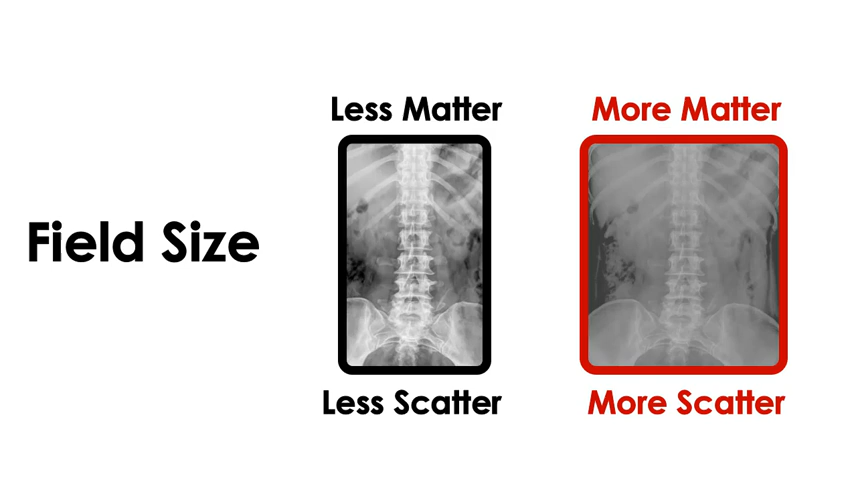 Field Size
Less Matter
Less Scatter
More Matter
More Scatter